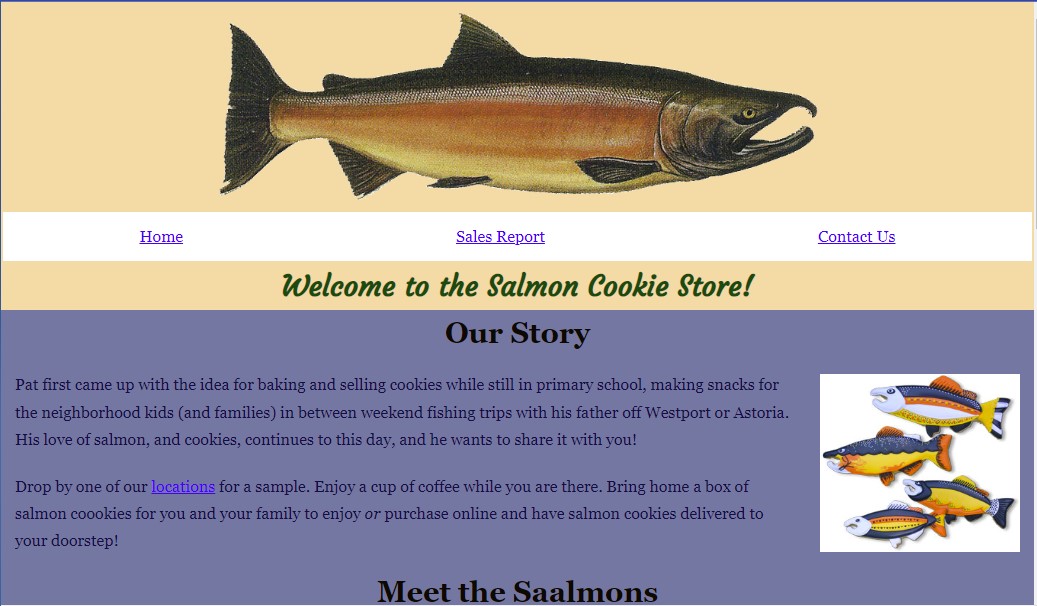 Home
Sales Report
Contact Us
Welcome to the Salmon Cookie Store!
Our Story
Pat first came up with the idea for baking and selling cookies while still in primary school, making snacks for
the neighborhood kids (and families) in between weekend fishing trips with his father off Westport or Astoria.
His love of salmon, and cookies, continues to this day, and he wants to share it with you!
Drop by one of our locations for a sample. Enjoy a cup of coffee while you are there. Bring home a box of
salmon coookies for you and your family to enjoy or purchase online and have salmon cookies delivered to
your doorstep!
Meet the Saalmons